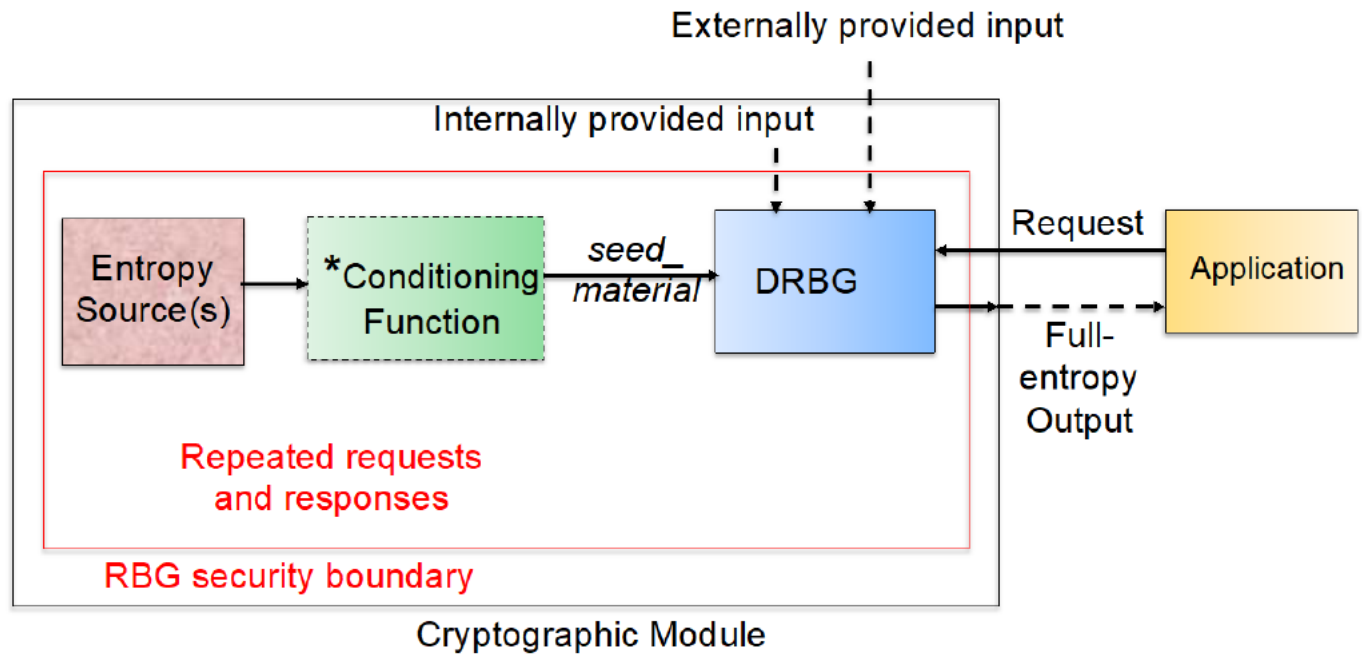 Externally provided input
Internally provided input
Entropy
Source(s)
*Conditioning
Function
seed_
material
DRBG
Request
Application
Full-
entropy
Output
Repeated requests
and responses
RBG security boundary
Cryptographic Module